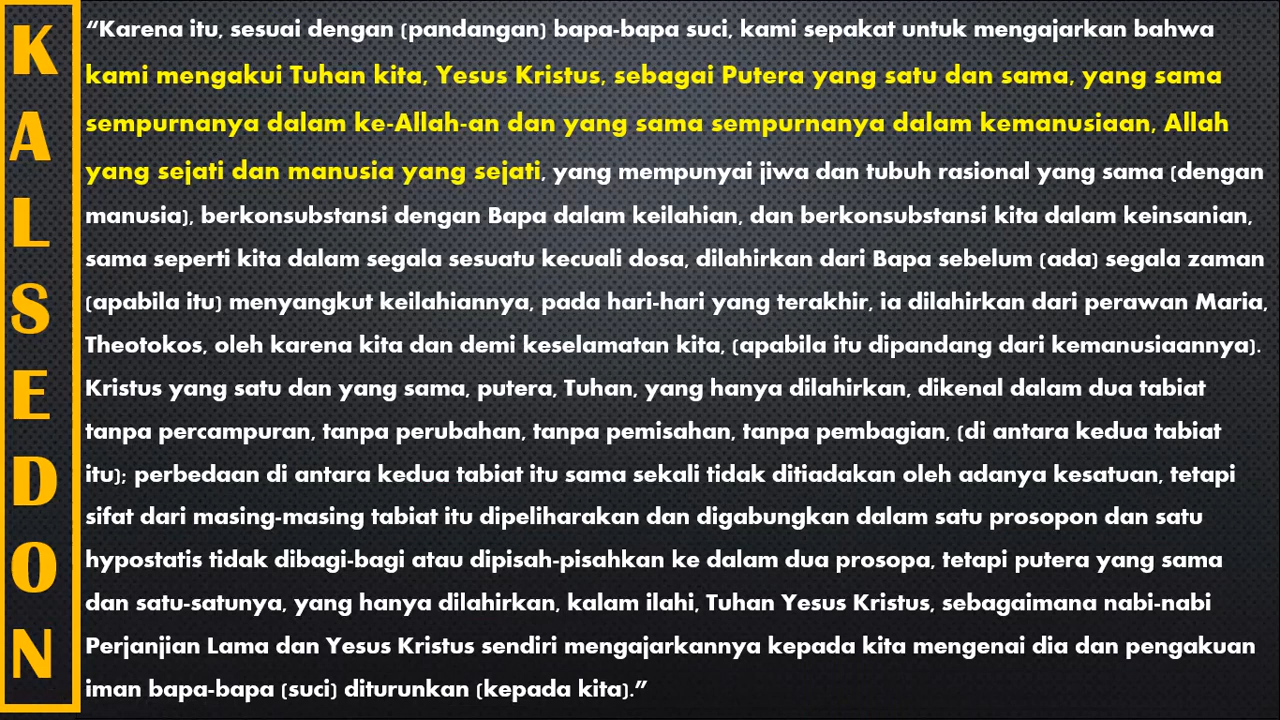 KALSEDON
“Karena itu, sesuai dengan (pandangan) bapa-bapa suci, kami sepakat untuk mengajarkan bahwa
kami mengakui Tuhan kita, Yesus Kristus, sebagai Putera yang satu dan sama, yang sama
sempurnanya dalam ke-Allah-an dan yang sama sempurnanya dalam kemanusiaan, Allah
yang sejati dan manusia yang sejati, yang mempunyai jiwa dan tubuh rasional yang sama (dengan
manusia), berkonsubstansi dengan Bapa dalam keilahian, dan berkonsubstansi kita dalam keinsanian,
sama seperti kita dalam segala sesuatu kecuali dosa, dilahirkan dari Bapa sebelum (ada) segala zaman
(apabila itu) menyangkut keilahiannya, pada hari-hari yang terakhir, ia dilahirkan dari perawan Maria,
Theotokos, oleh karena kita dan demi keselamatan kita, (apabila itu dipandang dari kemanusiaannya).
Kristus yang satu dan yang sama, putera, Tuhan, yang hanya dilahirkan, dikenal dalam dua tabiat
tanpa percampuran, tanpa perubahan, tanpa pemisahan, tanpa pembagian, (di antara kedua tabiat
itu); perbedaan di antara kedua tabiat itu sama sekali tidak ditiadakan oleh adanya kesatuan, tetapi
sifat dari masing-masing tabiat itu dipeliharakan dan digabungkan dalam satu prosopon dan satu
hypostatis tidak dibagi-bagi atau dipisah-pisahkan ke dalam dua prosopa, tetapi putera yang sama
dan satu-satunya, yang hanya dilahirkan, kalam ilahi, Tuhan Yesus Kristus, sebagaimana nabi-nabi
Perjanjian Lama dan Yesus Kristus sendiri mengajarkannya kepada kita mengenai dia dan pengakuan
iman bapa-bapa (suci) diturunkan (kepada kita).”